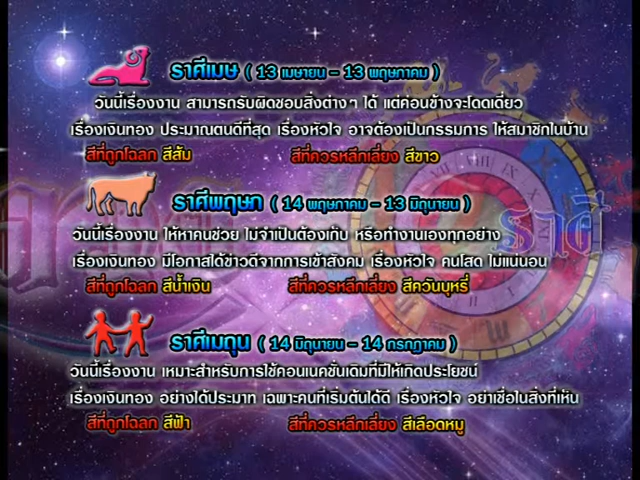 ราศีเมษ ( 13 เมษายน - 13 พฤษภาคม )
วันนี้เรื่องงาน สามารถรับผิดชอบสิ่งต่างๆ ได้ แต่ค่อนข้างจะโดดเดี่ยว
เรื่องเงินทอง ประมาณตนดีที่สุด เรื่องหัวใจ อาจต้องเป็นกรรมการ ให้สมาชิกในบ้าน
สีที่ถูกโฉลก สีส้ม สีที่ควรหลีกเลี่ยง สีขาว
ราศีพฤษภ ( 14 พฤษภาคม - 13 มิถุนายน )
วันนี้เรื่องงาน ให้หาคนช่วย ไม่จำเป็นต้องเก็บ หรือทำงานเองทุกอย่าง
เรื่องเงินทอง มีโอกาสได้ข่าวดีจากการเข้าสังคม เรื่องหัวใจ คนโสด ไม่แน่นอน
สีที่ถูกโฉลก สีน้ำเงิน สีที่ควรหลีกเลี่ยง สีควันบุหรี่
ราศี
ราศีเมถุน ( 14 มิถุนายน - 14 กรกฎาคม )
วันนี้เรื่องงาน เหมาะสำหรับการใช้คอนเนคชั่นเดิมที่มีให้เกิดประโยชน์
เรื่องเงินทอง อย่างได้ประมาท เฉพาะคนที่เริ่มต้นได้ดี เรื่องหัวใจ อย่าเชื่อในสิ่งที่เห็น
สีที่ถูกโฉลก สีฟ้า สีที่ควรหลีกเลี่ยง สีเลือดหมู